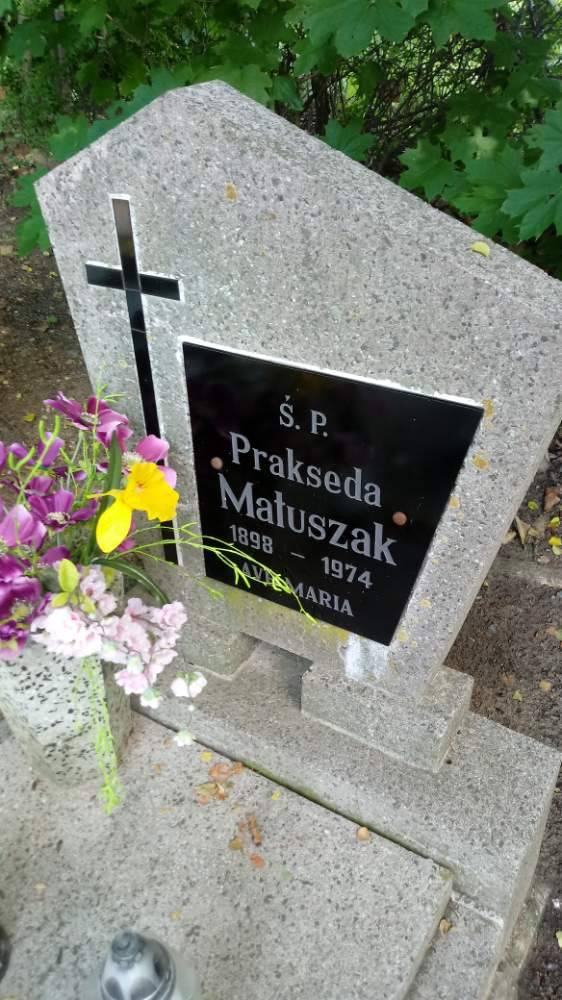 Ś. P.
Prakseda
Matuszak
1898 – 1974
AVE MARIA